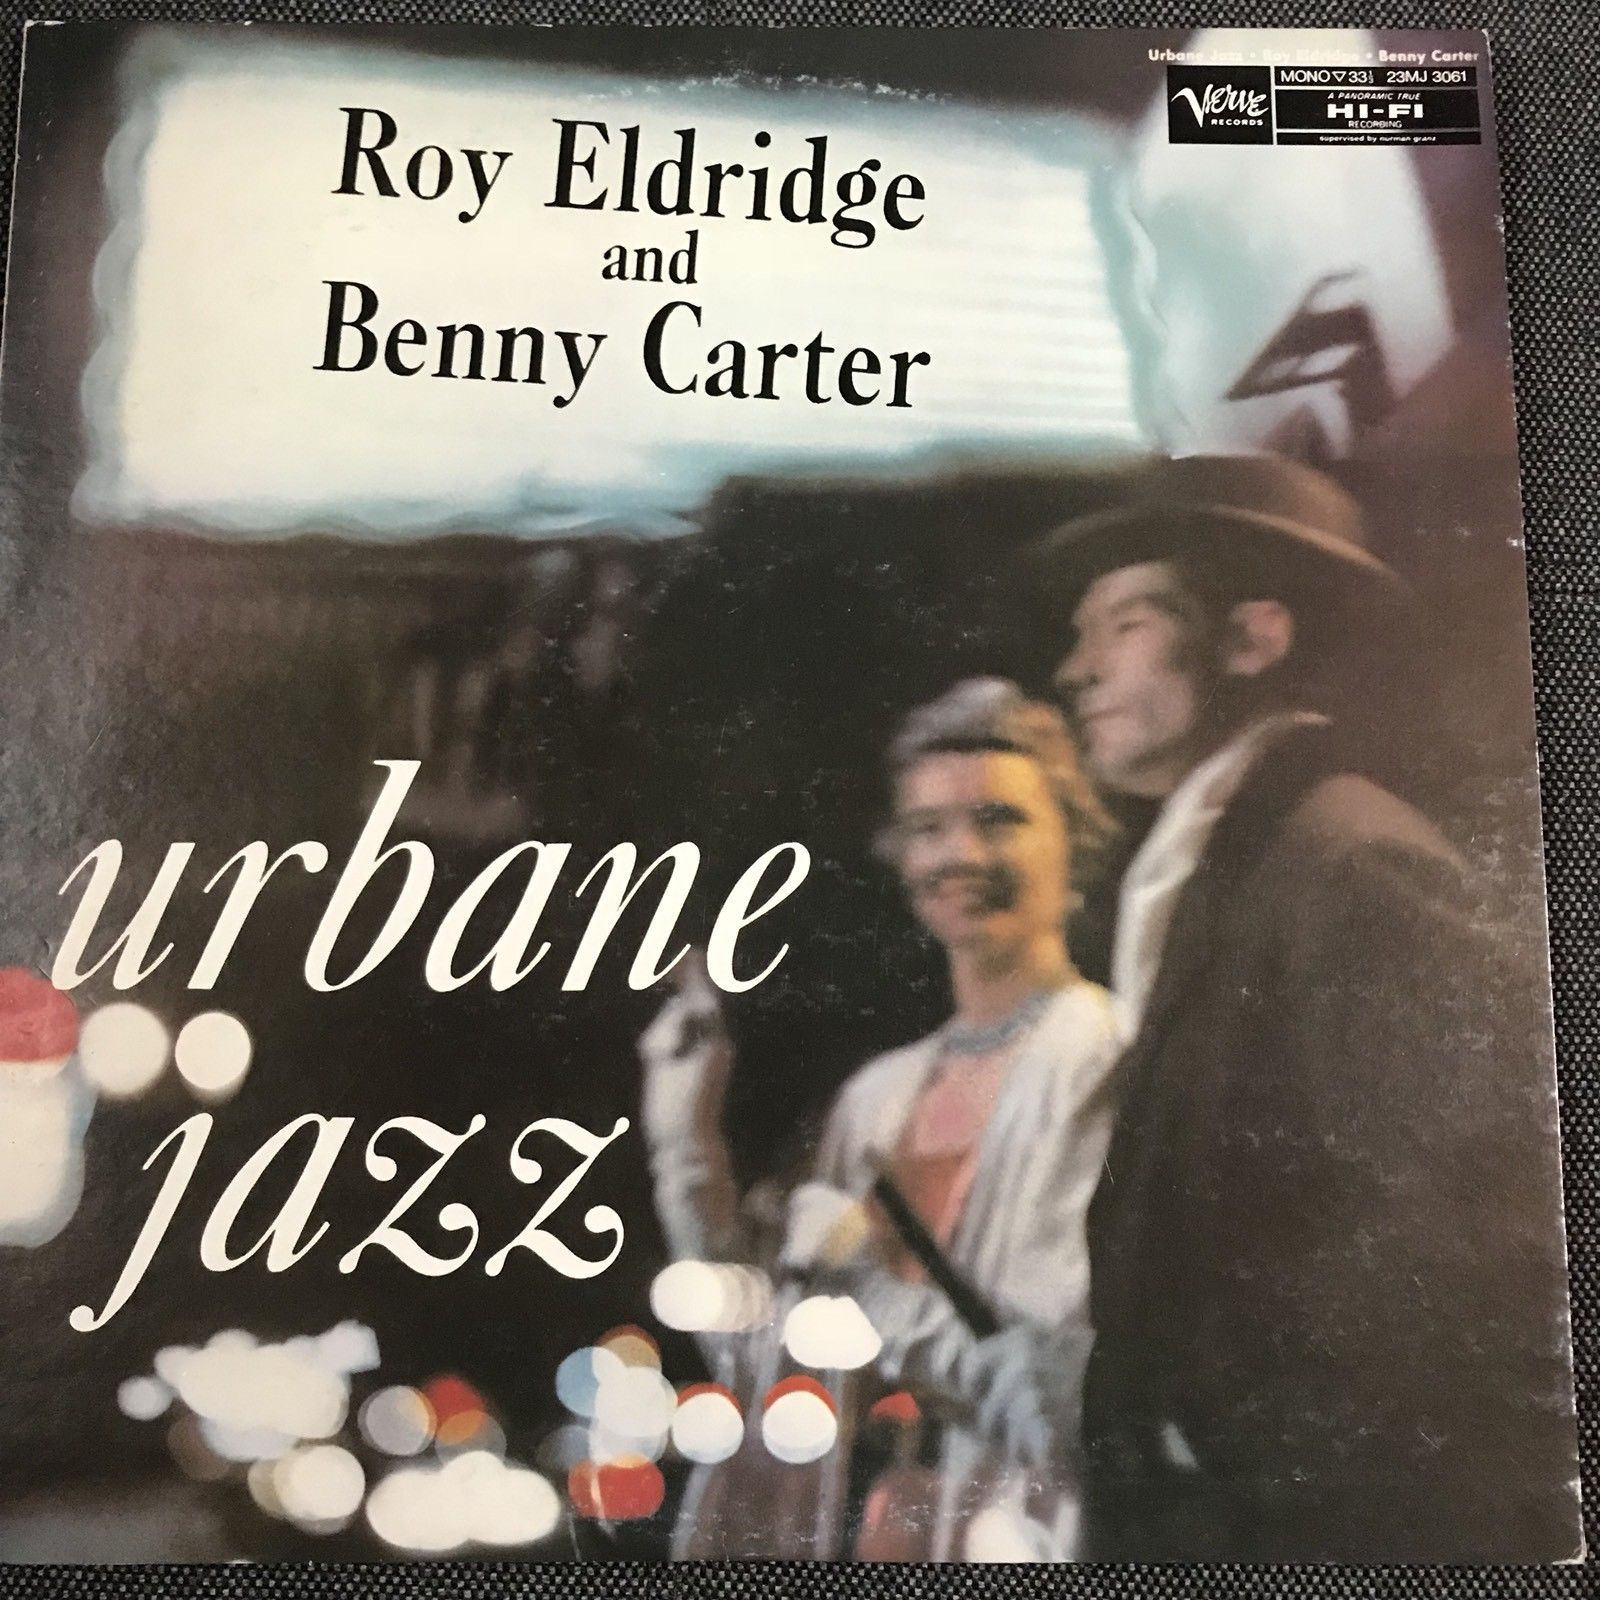 Urbane Jazz • Roy Eldridge • Benny Carter
Verve
RECORDS
MONO ▽ 33⅓ 23MJ 3061
A PANORAMIC TRUE
HI-FI
RECORDING
supervised by norman granz
Roy Eldridge
and
Benny Carter
urbane
jazz